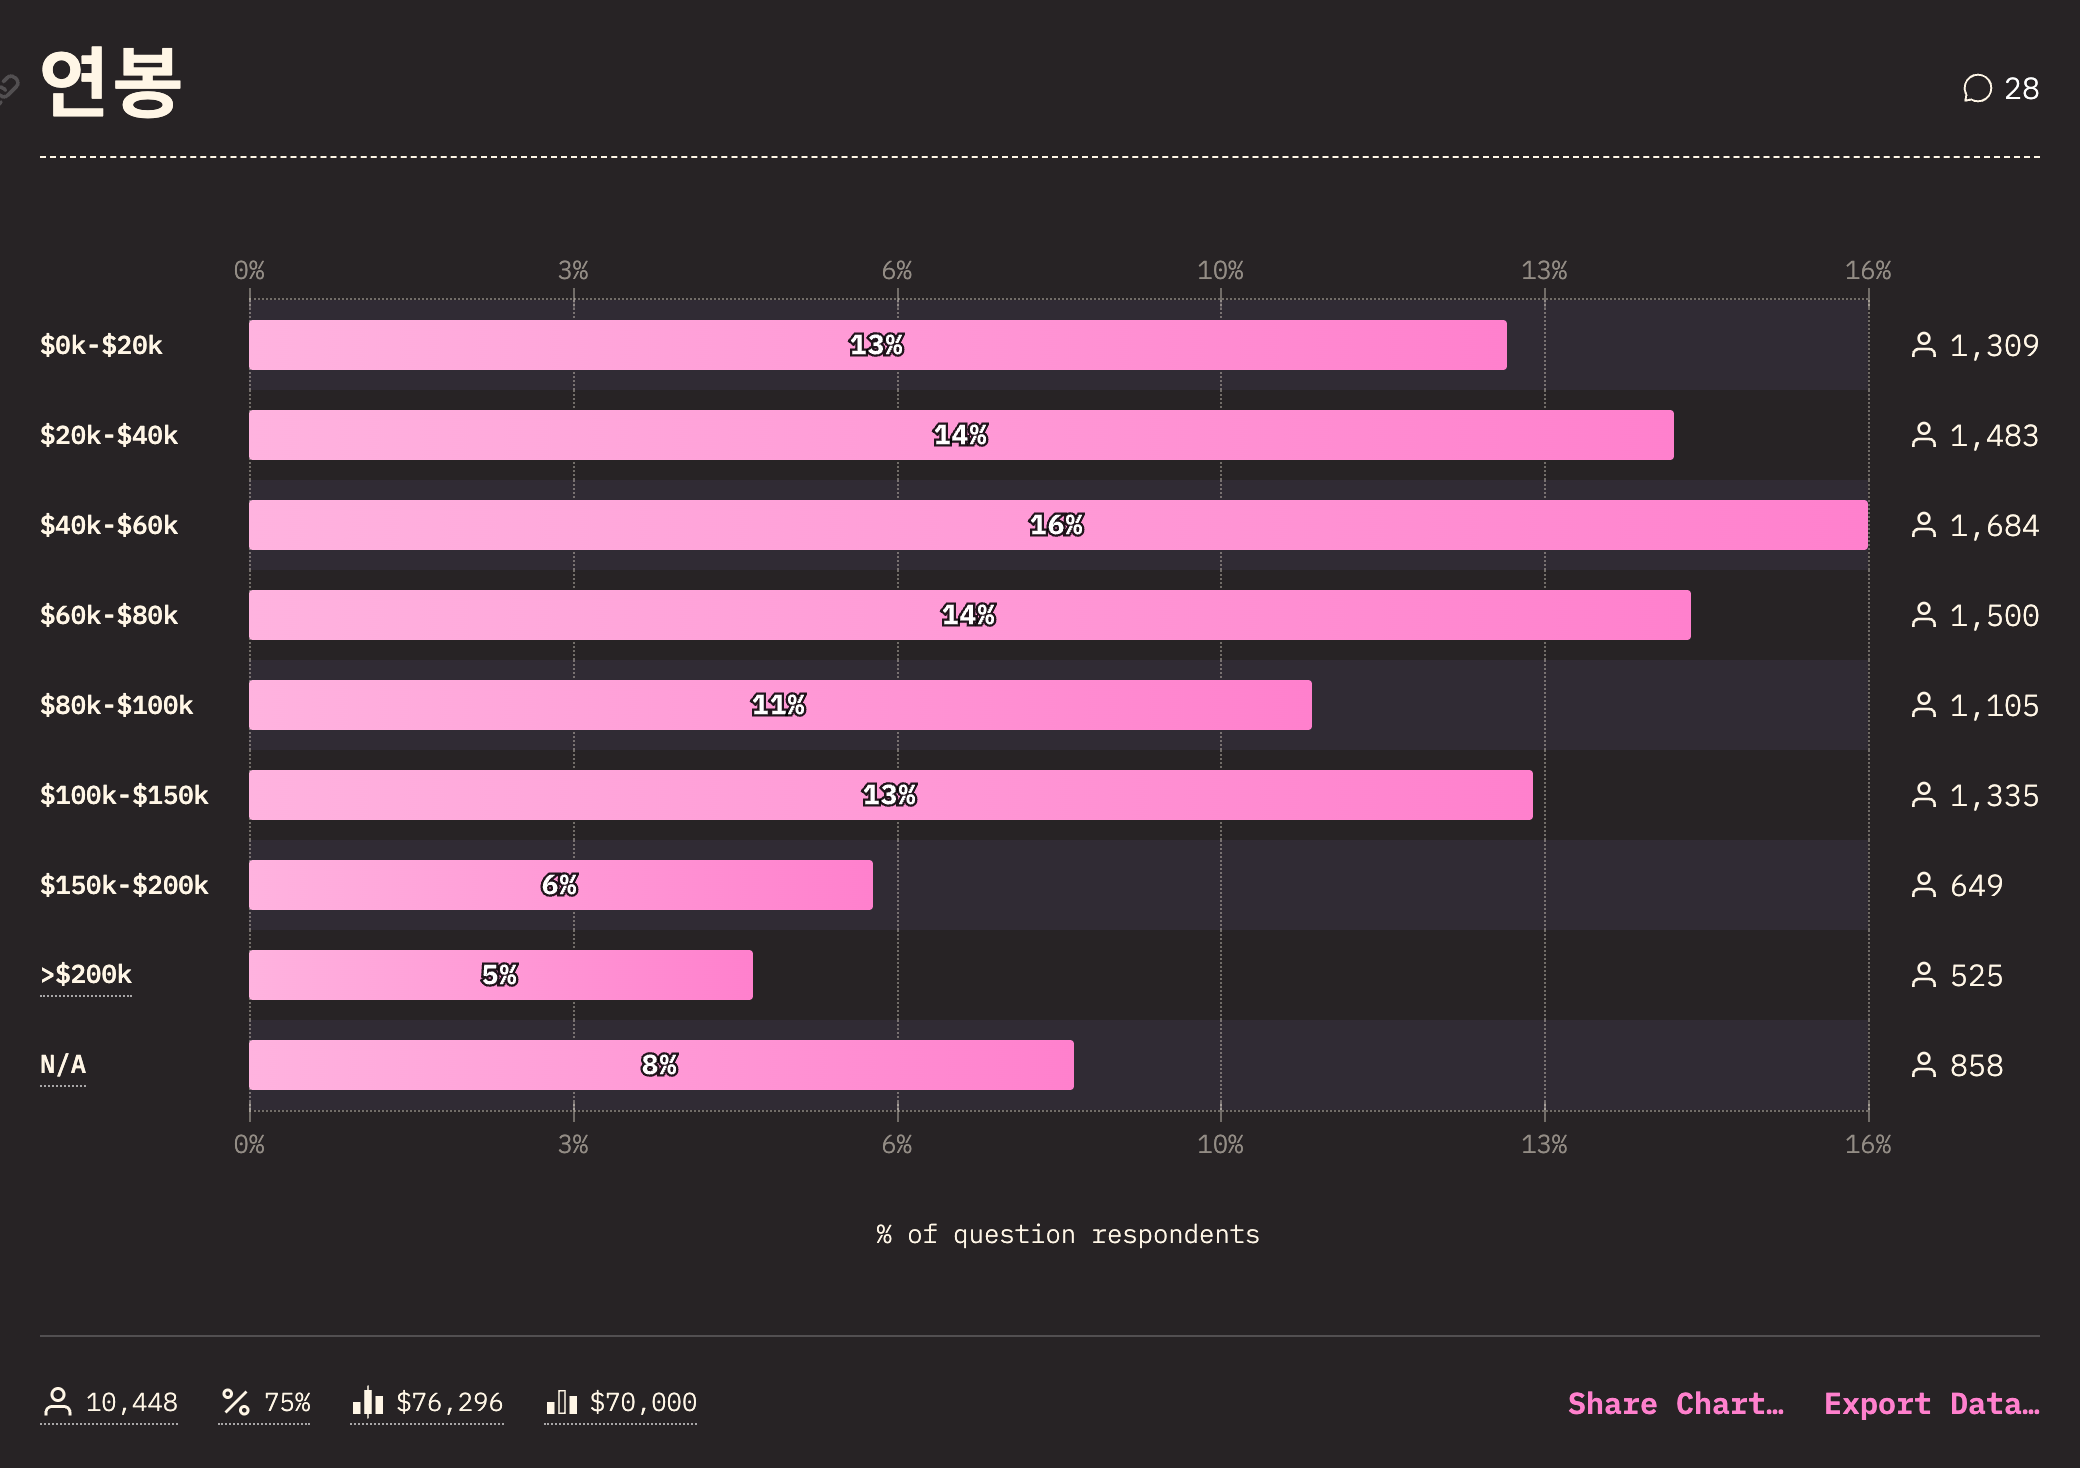 연봉
28
0% 3% 6% 10% 13% 16%
$0k-$20k 13% 1,309
$20k-$40k 14% 1,483
$40k-$60k 16% 1,684
$60k-$80k 14% 1,500
$80k-$100k 11% 1,105
$100k-$150k 13% 1,335
$150k-$200k 6% 649
>$200k 5% 525
N/A 8% 858
0% 3% 6% 10% 13% 16%
% of question respondents
10,448 75% $76,296 $70,000 Share Chart… Export Data…